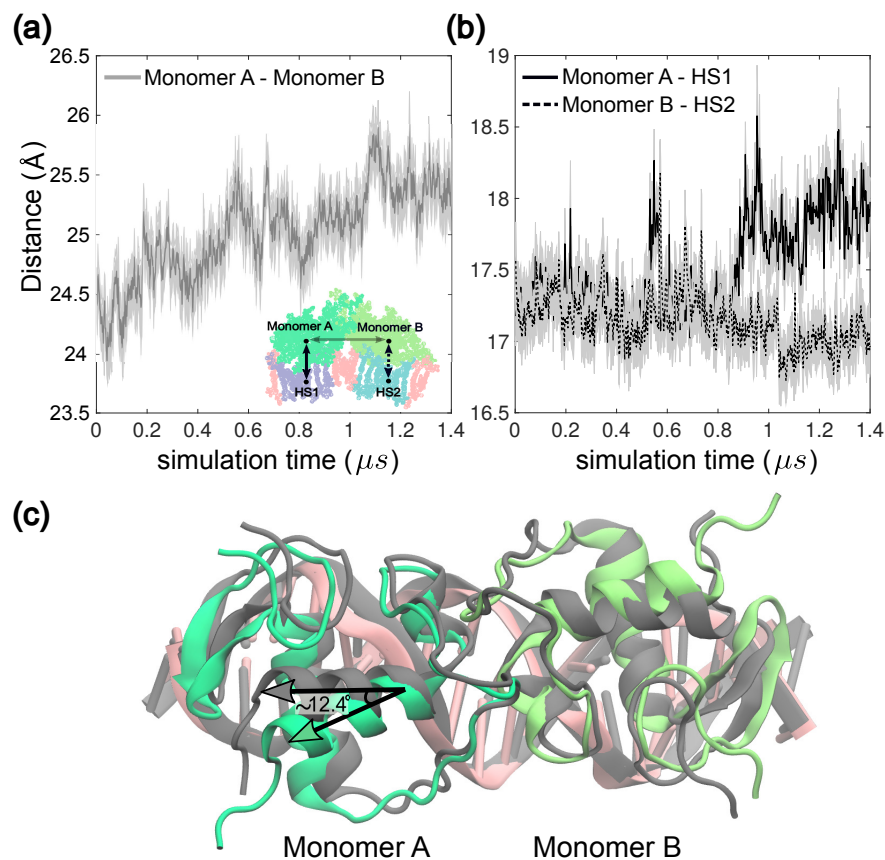 (a)
26.5
26
25.5
25
24.5
24
23.5
Distance (Å)
Monomer A - Monomer B
Monomer A
Monomer B
HS1
HS2
0 0.2 0.4 0.6 0.8 1 1.2 1.4
simulation time (μs)
(b)
19
18.5
18
17.5
17
16.5
Monomer A - HS1
Monomer B - HS2
0 0.2 0.4 0.6 0.8 1 1.2 1.4
simulation time (μs)
(c)
~12.4°
Monomer A
Monomer B